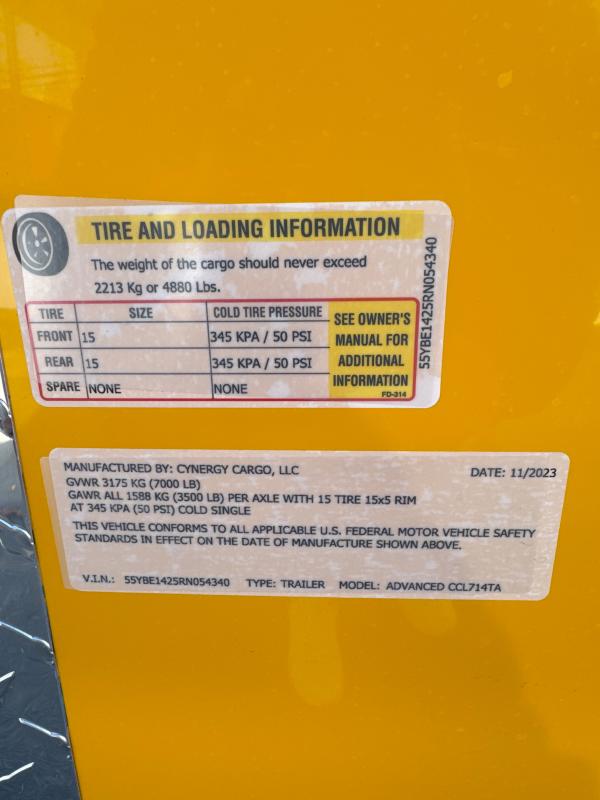 TIRE AND LOADING INFORMATION
The weight of the cargo should never exceed
2213 Kg or 4880 Lbs.
TIRE SIZE COLD TIRE PRESSURE
FRONT 15 345 KPA / 50 PSI
REAR 15 345 KPA / 50 PSI
SPARE NONE NONE
SEE OWNER'S
MANUAL FOR
ADDITIONAL
INFORMATION
FD-314
55YBE1425RN054340
MANUFACTURED BY: CYNERGY CARGO, LLC DATE: 11/2023
GVWR 3175 KG (7000 LB)
GAWR ALL 1588 KG (3500 LB) PER AXLE WITH 15 TIRE 15x5 RIM
AT 345 KPA (50 PSI) COLD SINGLE
THIS VEHICLE CONFORMS TO ALL APPLICABLE U.S. FEDERAL MOTOR VEHICLE SAFETY
STANDARDS IN EFFECT ON THE DATE OF MANUFACTURE SHOWN ABOVE.
V.I.N.: 55YBE1425RN054340 TYPE: TRAILER MODEL: ADVANCED CCL714TA